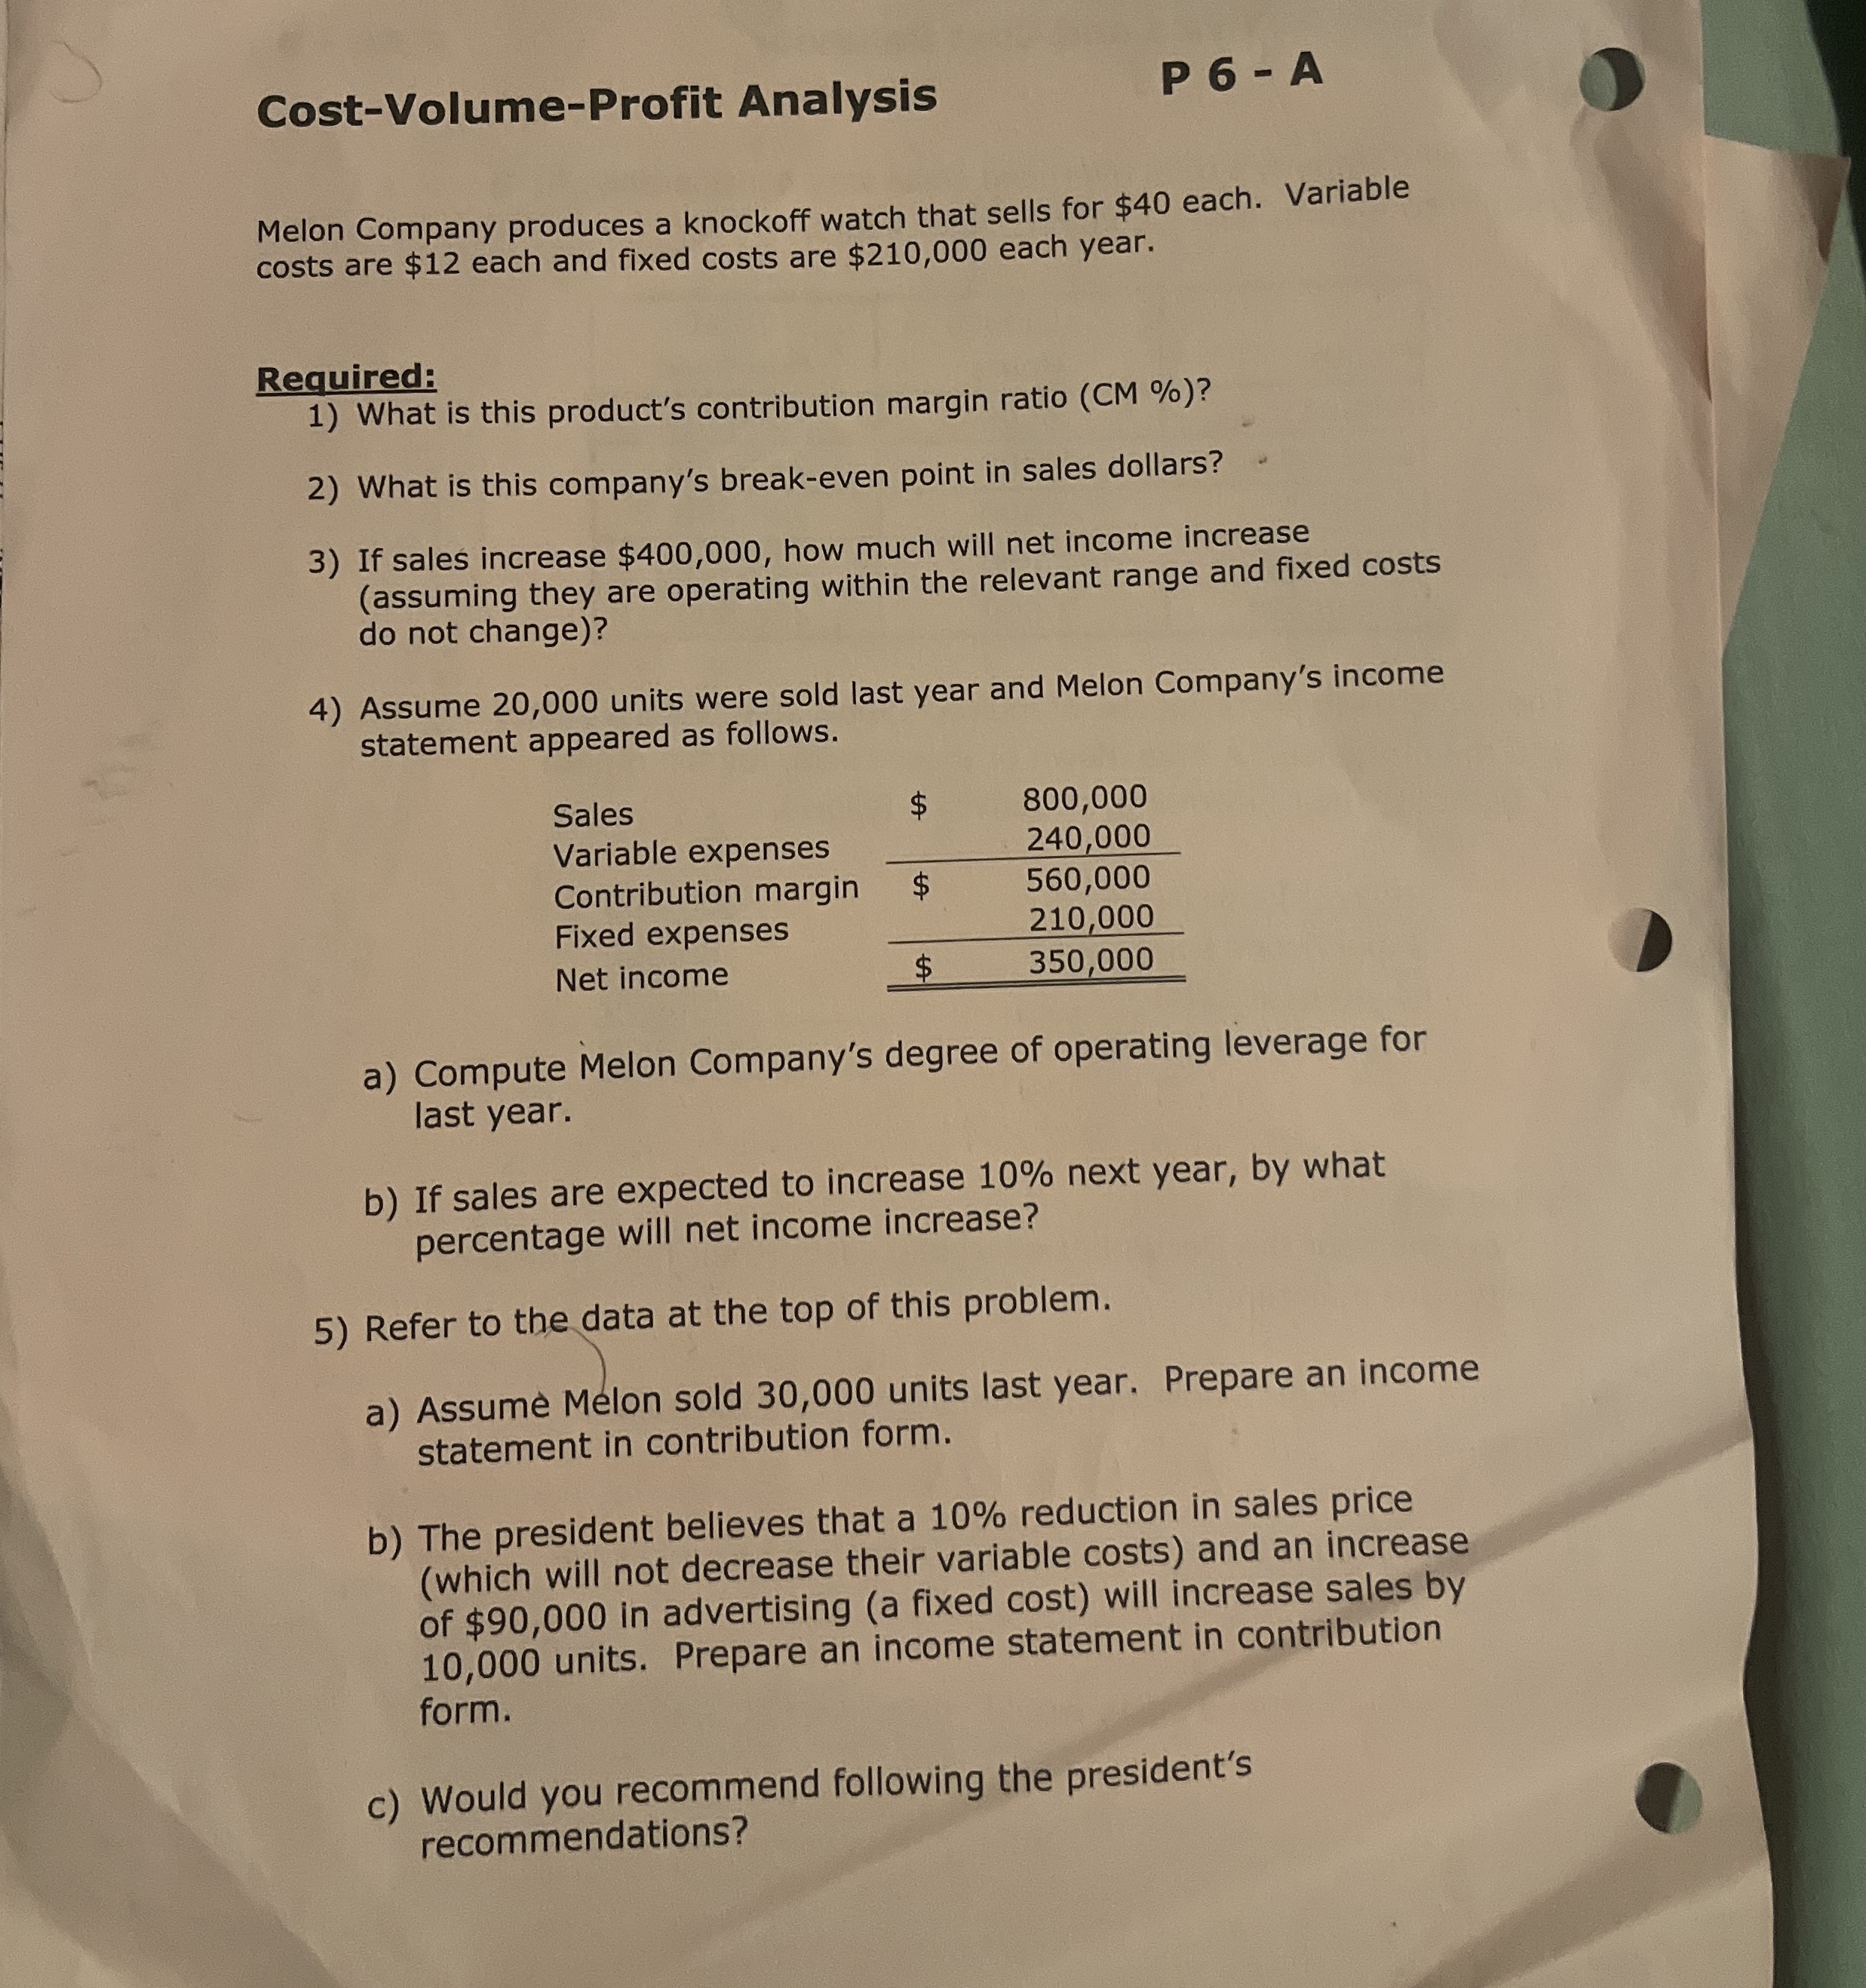 Cost-Volume-Profit Analysis P 6 - A
Melon Company produces a knockoff watch that sells for $40 each. Variable
costs are $12 each and fixed costs are $210,000 each year.
Required:
1) What is this product's contribution margin ratio (CM %)?
2) What is this company's break-even point in sales dollars?
3) If sales increase $400,000, how much will net income increase
(assuming they are operating within the relevant range and fixed costs
do not change)?
4) Assume 20,000 units were sold last year and Melon Company's income
statement appeared as follows.
Sales $ 800,000
Variable expenses 240,000
Contribution margin $ 560,000
Fixed expenses 210,000
Net income $ 350,000
a) Compute Melon Company's degree of operating leverage for
last year.
b) If sales are expected to increase 10% next year, by what
percentage will net income increase?
5) Refer to the data at the top of this problem.
a) Assume Melon sold 30,000 units last year. Prepare an income
statement in contribution form.
b) The president believes that a 10% reduction in sales price
(which will not decrease their variable costs) and an increase
of $90,000 in advertising (a fixed cost) will increase sales by
10,000 units. Prepare an income statement in contribution
form.
c) Would you recommend following the president's
recommendations?